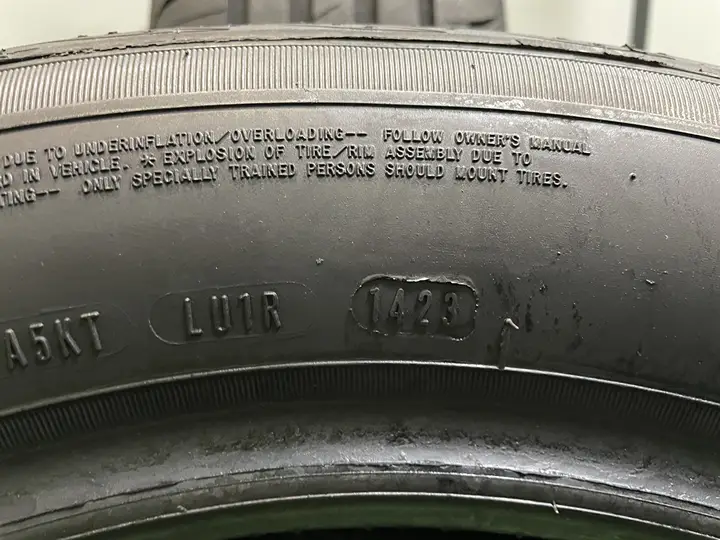 DUE TO UNDERINFLATION/OVERLOADING-- FOLLOW OWNER'S MANUAL
IN VEHICLE. * EXPLOSION OF TIRE/RIM ASSEMBLY DUE TO
ONLY SPECIALLY TRAINED PERSONS SHOULD MOUNT TIRES.
A5KT LU1R 1423